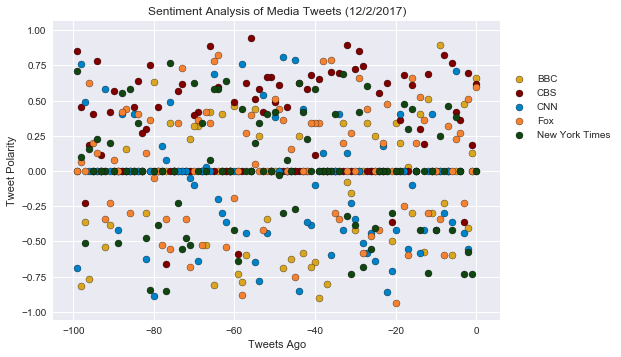 Sentiment Analysis of Media Tweets (12/2/2017)
1.00
0.75
0.50
0.25
0.00
−0.25
−0.50
−0.75
−1.00
Tweet Polarity
−100
−80
−60
−40
−20
0
Tweets Ago
BBC
CBS
CNN
Fox
New York Times